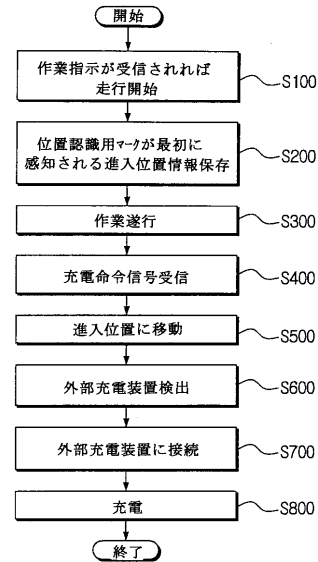 開始
作業指示が受信されれば
走行開始
S100
位置認識用ﾏｰｸが最初に
感知される進入位置情報保存
S200
作業遂行
S300
充電命令信号受信
S400
進入位置に移動
S500
外部充電装置検出
S600
外部充電装置に接続
S700
充電
S800
終了